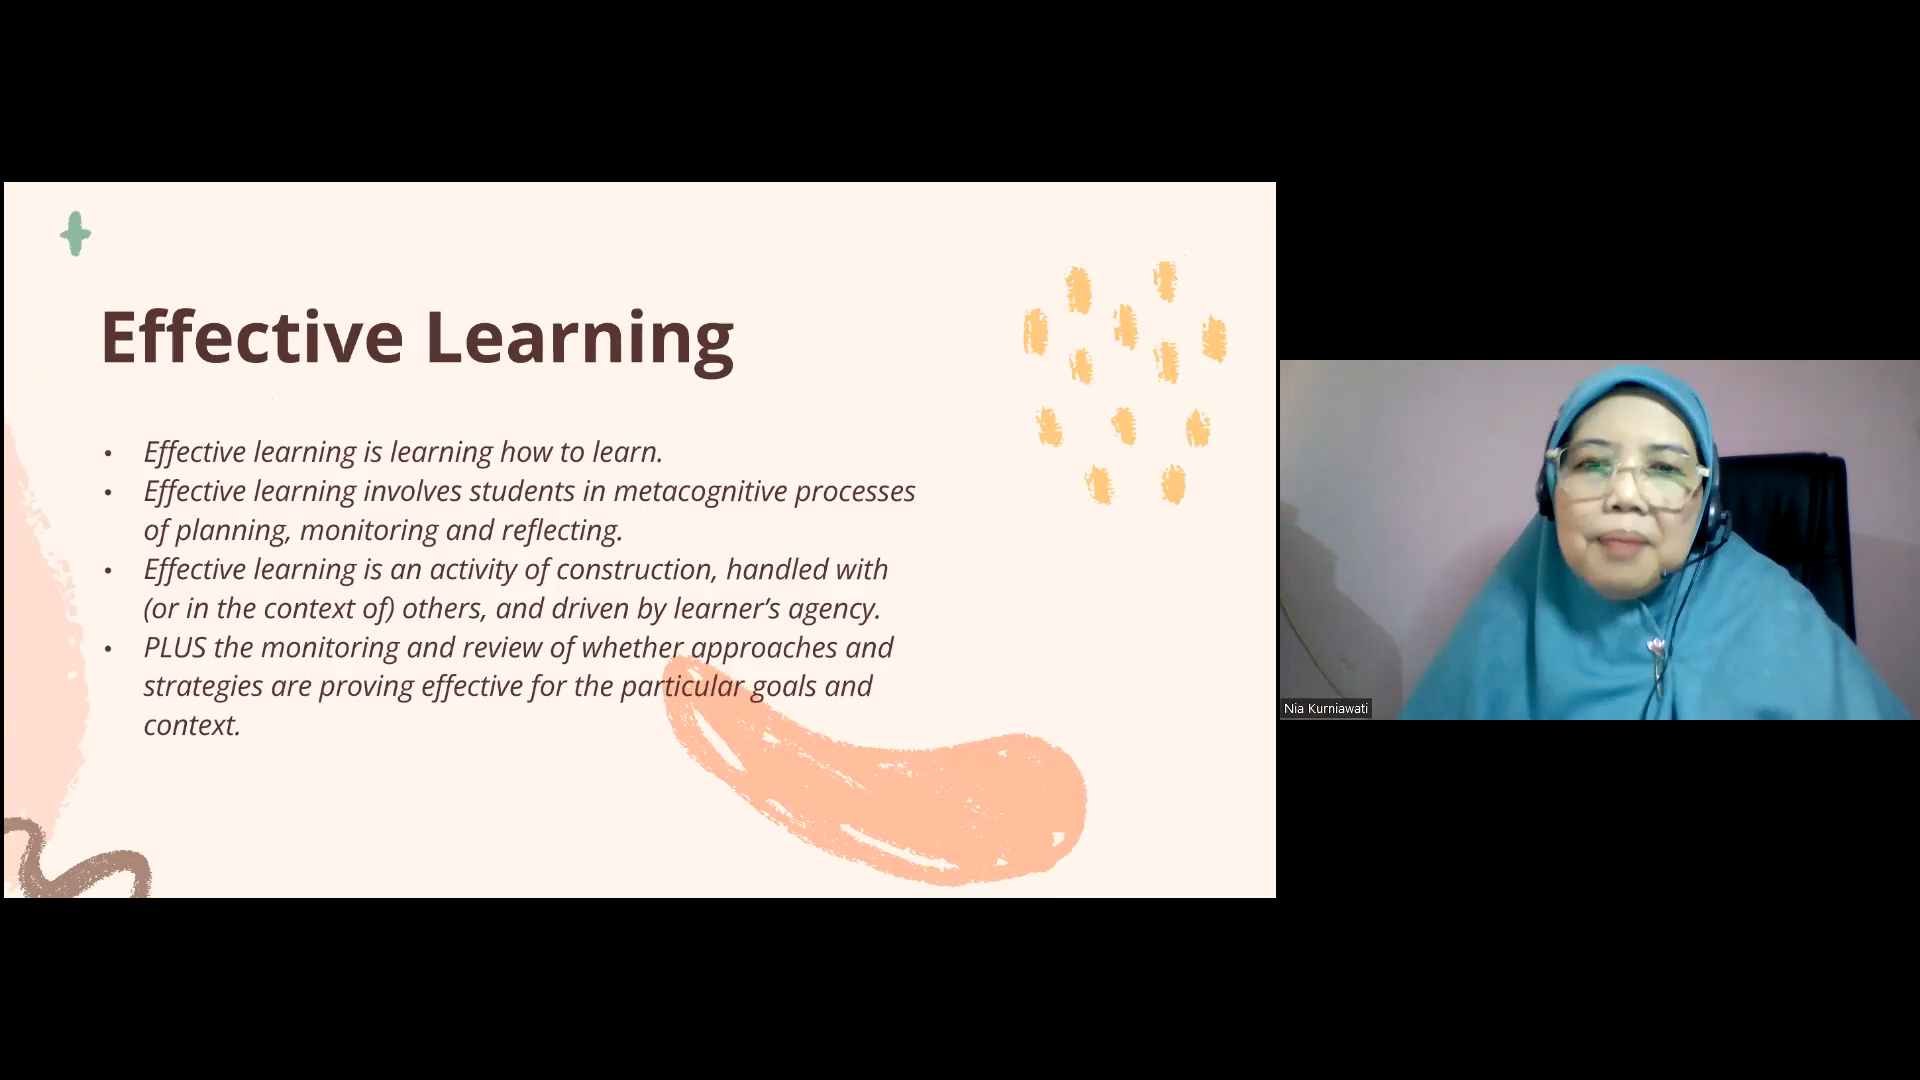 Effective Learning
• Effective learning is learning how to learn.
• Effective learning involves students in metacognitive processes
of planning, monitoring and reflecting.
• Effective learning is an activity of construction, handled with
(or in the context of) others, and driven by learner’s agency.
• PLUS the monitoring and review of whether approaches and
strategies are proving effective for the particular goals and
context.
Nia Kurniawati